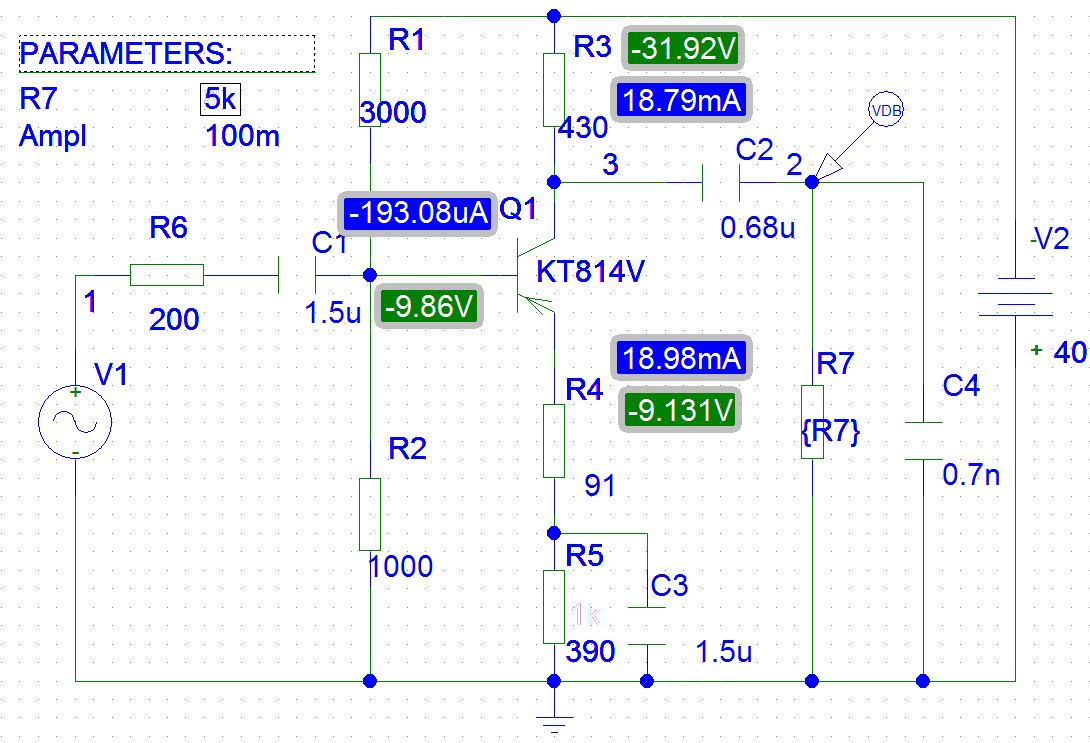 PARAMETERS:
R7 5k
Ampl 100m
R1
3000
R3
430
-31.92V
18.79mA
VDB
3
C2
2
0.68u
-193.08uA
Q1
KT814V
R6
200
C1
1.5u
-9.86V
1
V1
+
-
-V2
+ 40
18.98mA
-9.131V
R4
91
R2
1000
R5
1k
390
C3
1.5u
R7
{R7}
C4
0.7n